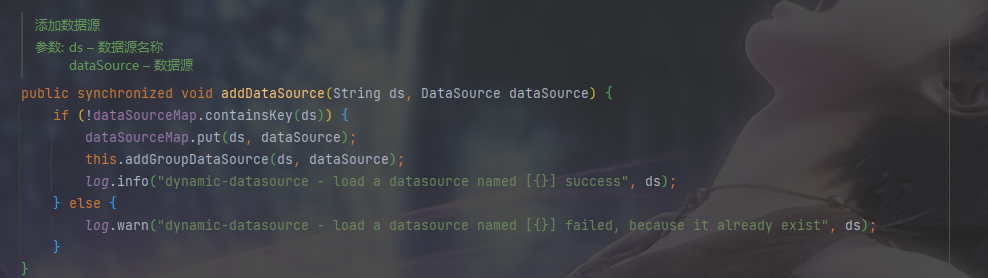 添加数据源
参数: ds – 数据源名称
dataSource – 数据源
public synchronized void addDataSource(String ds, DataSource dataSource) {
if (!dataSourceMap.containsKey(ds)) {
dataSourceMap.put(ds, dataSource);
this.addGroupDataSource(ds, dataSource);
log.info("dynamic-datasource - load a datasource named [{}] success", ds);
} else {
log.warn("dynamic-datasource - load a datasource named [{}] failed, because it already exist", ds);
}
}